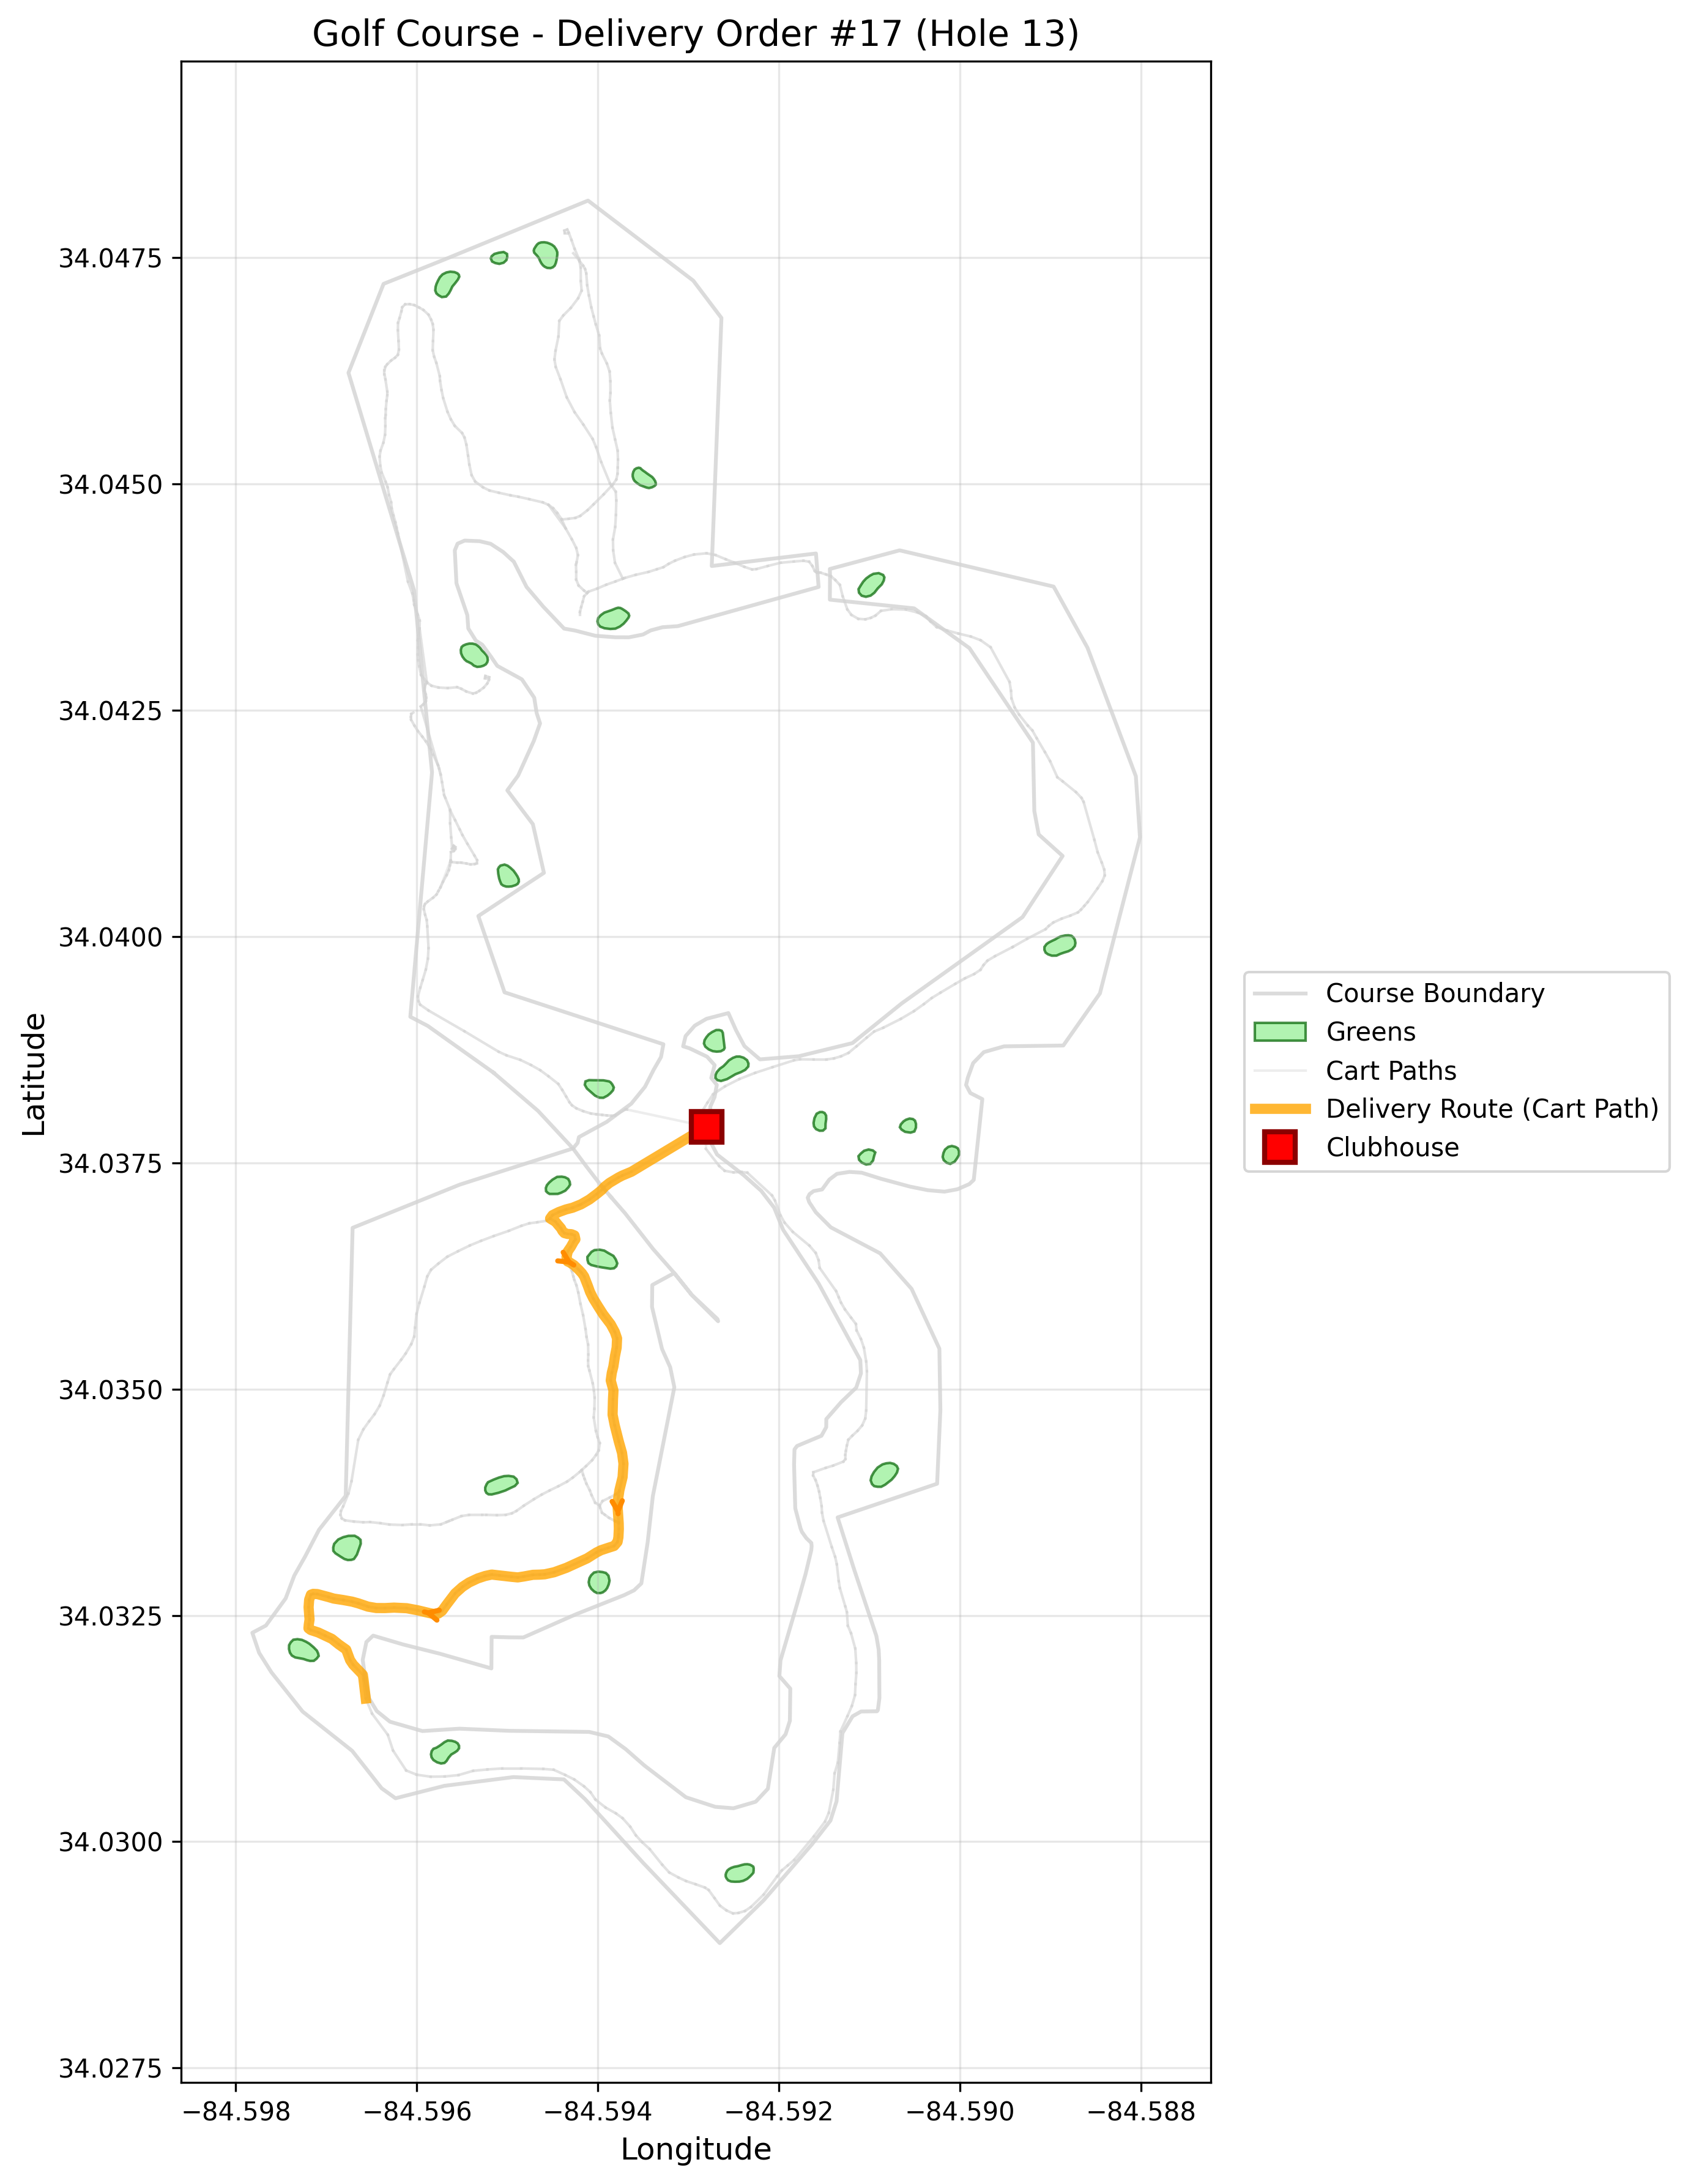 Golf Course - Delivery Order #17 (Hole 13)
34.0475
34.0450
34.0425
34.0400
34.0375
34.0350
34.0325
34.0300
34.0275
Latitude
−84.598
−84.596
−84.594
−84.592
−84.590
−84.588
Longitude
Course Boundary
Greens
Cart Paths
Delivery Route (Cart Path)
Clubhouse